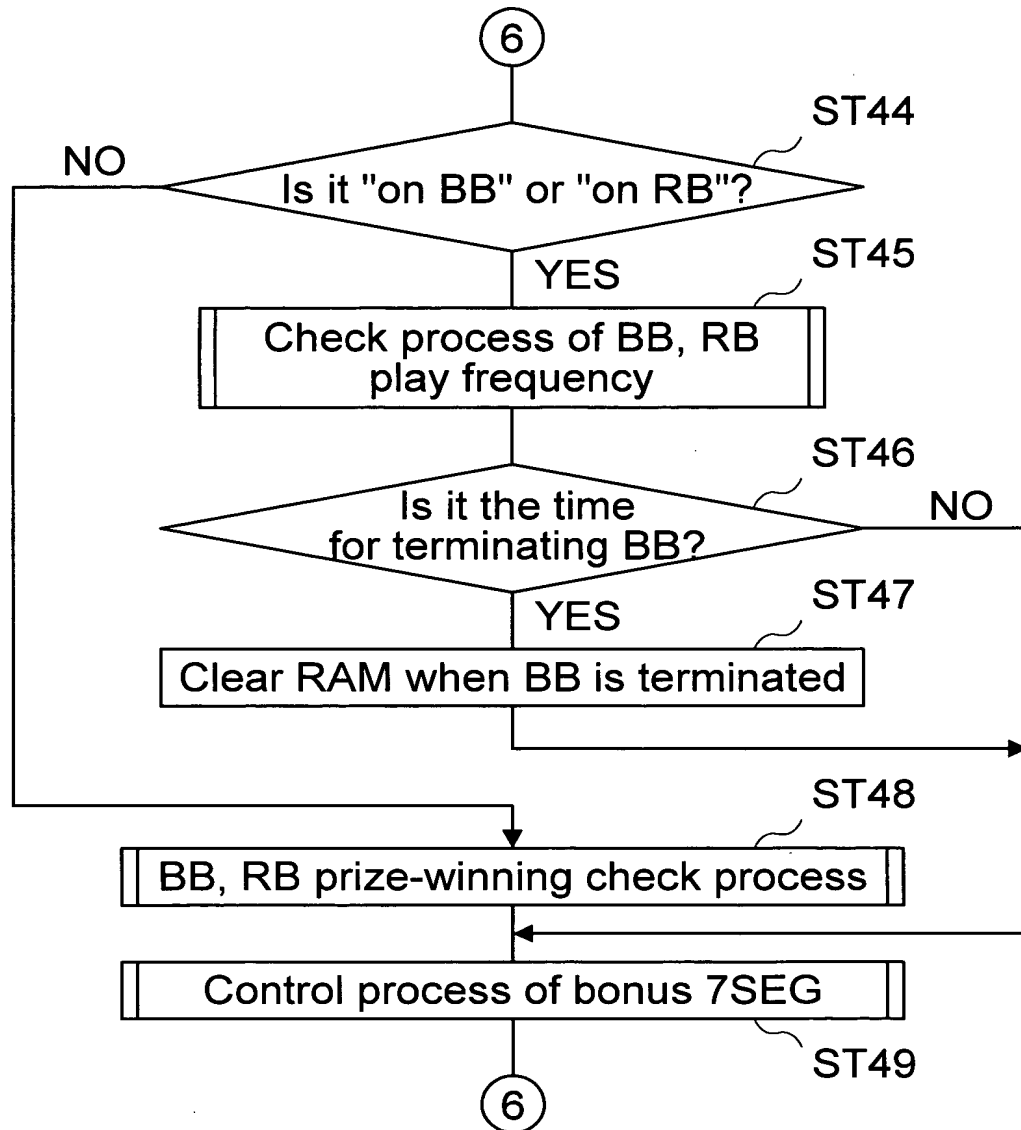 6
ST44
NO
Is it "on BB" or "on RB"?
ST45
YES
Check process of BB, RB
play frequency
ST46
Is it the time
for terminating BB?
NO
ST47
YES
Clear RAM when BB is terminated
ST48
BB, RB prize-winning check process
Control process of bonus 7SEG
ST49
6